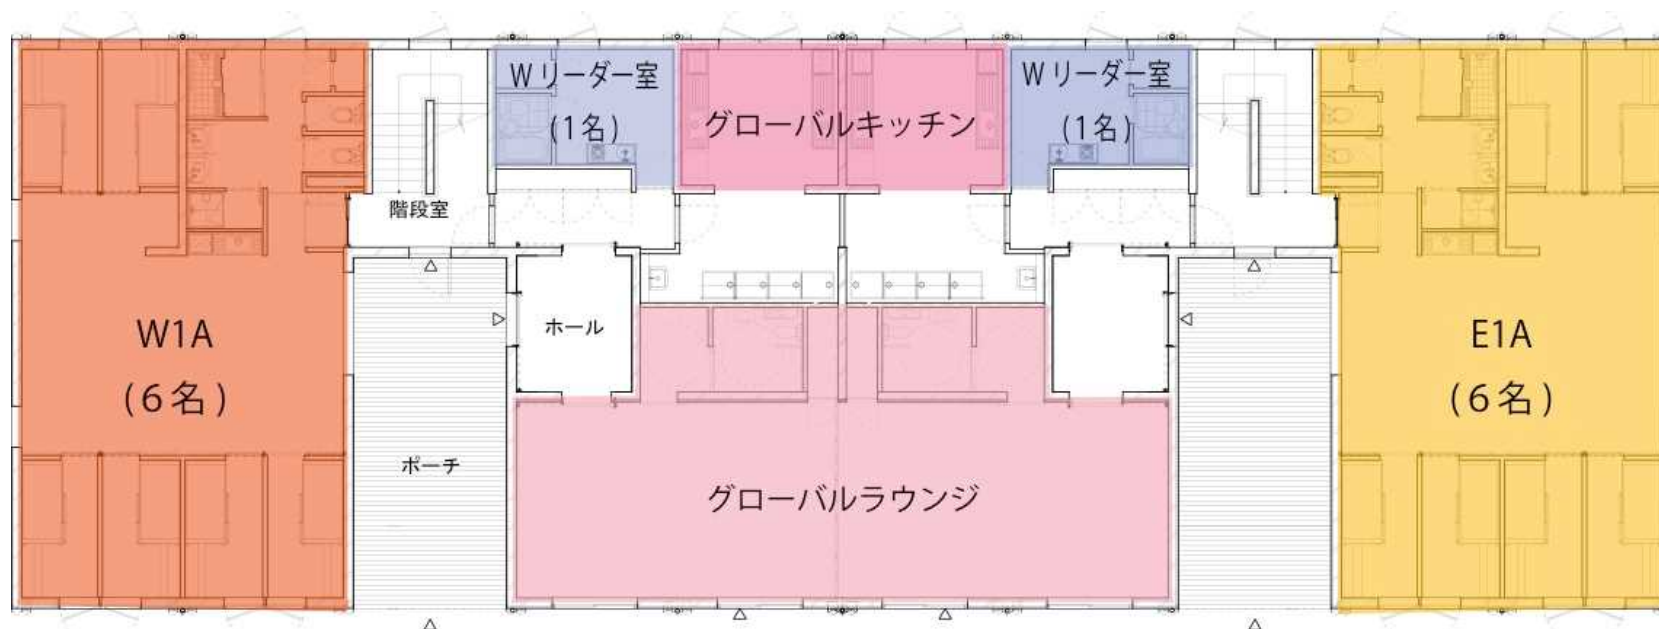 Wリーダー室
(1名)
グローバルキッチン
Wリーダー室
(1名)
階段室
W1A
(6名)
ホール
E1A
(6名)
ポーチ
グローバルラウンジ